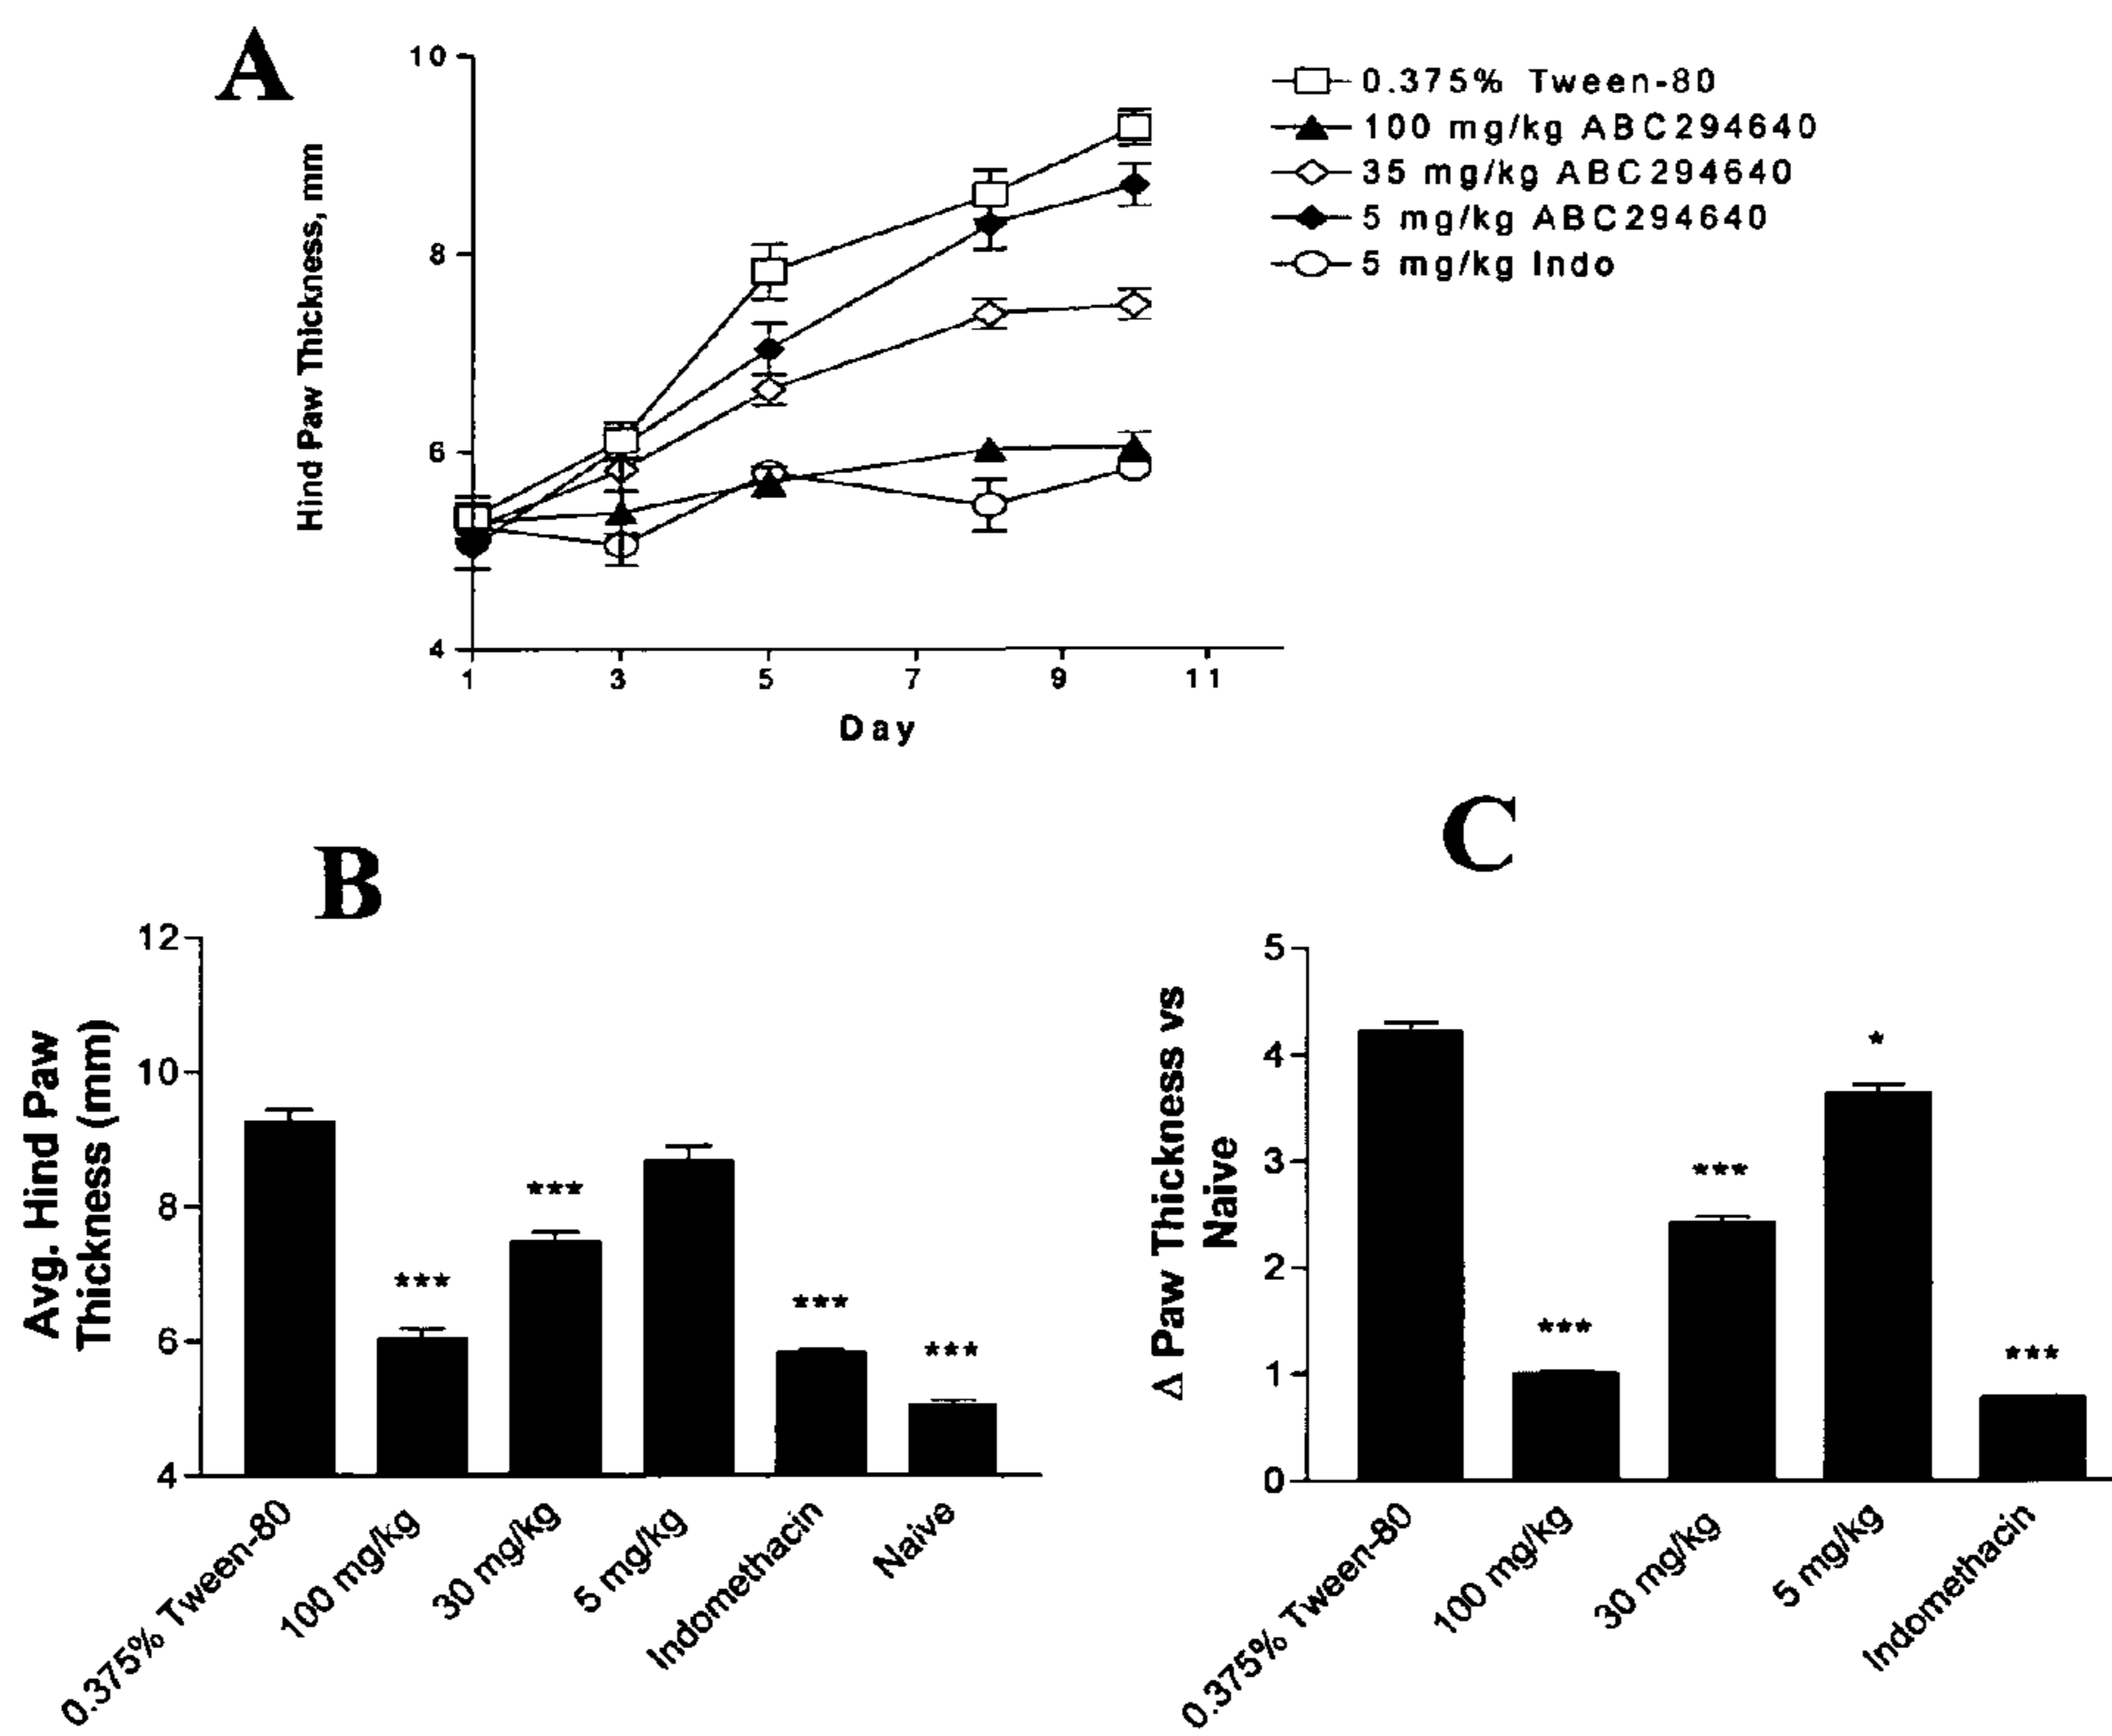 A
10
8
6
4
Hind Paw Thickness, mm
1 3 5 7 9 11
Day
0.375% Tween-80
100 mg/kg ABC294640
35 mg/kg ABC294640
5 mg/kg ABC294640
5 mg/kg Indo
B
12
10
8
6
4
Avg. Hind Paw
Thickness (mm)
***
***
***
***
0.375% Tween-80
100 mg/kg
30 mg/kg
5 mg/kg
Indomethacin
Naive
C
5
4
3
2
1
0
Δ Paw Thickness vs
Naive
***
***
*
***
0.375% Tween-80
100 mg/kg
30 mg/kg
5 mg/kg
Indomethacin